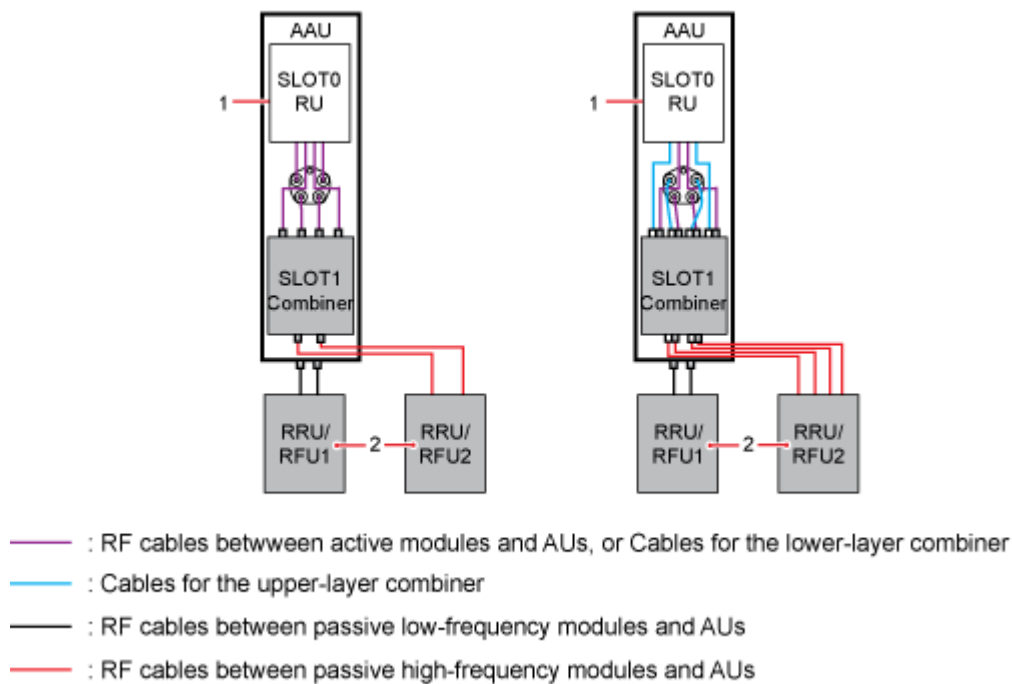 AAU
SLOT0
RU
1
SLOT1
Combiner
RRU/
RFU1
2
RRU/
RFU2
AAU
SLOT0
RU
1
SLOT1
Combiner
RRU/
RFU1
2
RRU/
RFU2
: RF cables betwween active modules and AUs, or Cables for the lower-layer combiner
: Cables for the upper-layer combiner
: RF cables between passive low-frequency modules and AUs
: RF cables between passive high-frequency modules and AUs